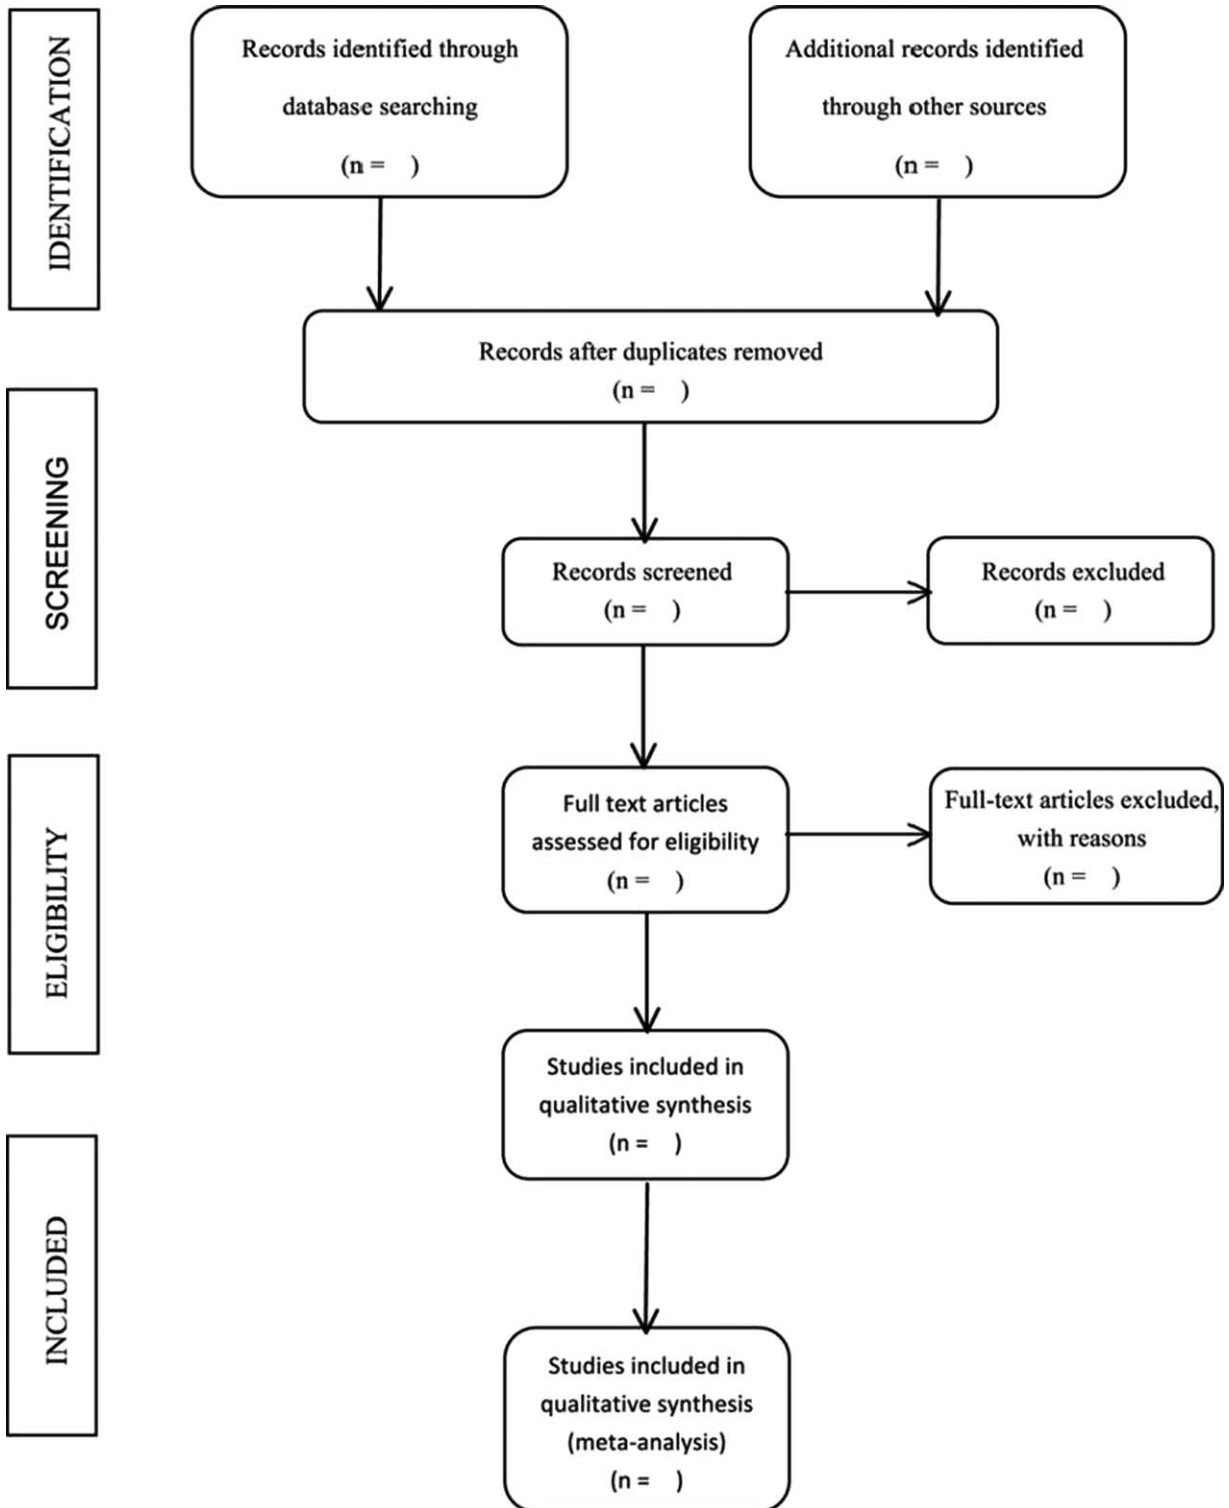 IDENTIFICATION
Records identified through
database searching
(n =   )
Additional records identified
through other sources
(n =   )
Records after duplicates removed
(n =   )
SCREENING
Records screened
(n =   )
Records excluded
(n =   )
ELIGIBILITY
Full text articles
assessed for eligibility
(n =   )
Full-text articles excluded,
with reasons
(n =   )
Studies included in
qualitative synthesis
(n =   )
INCLUDED
Studies included in
qualitative synthesis
(meta-analysis)
(n =   )